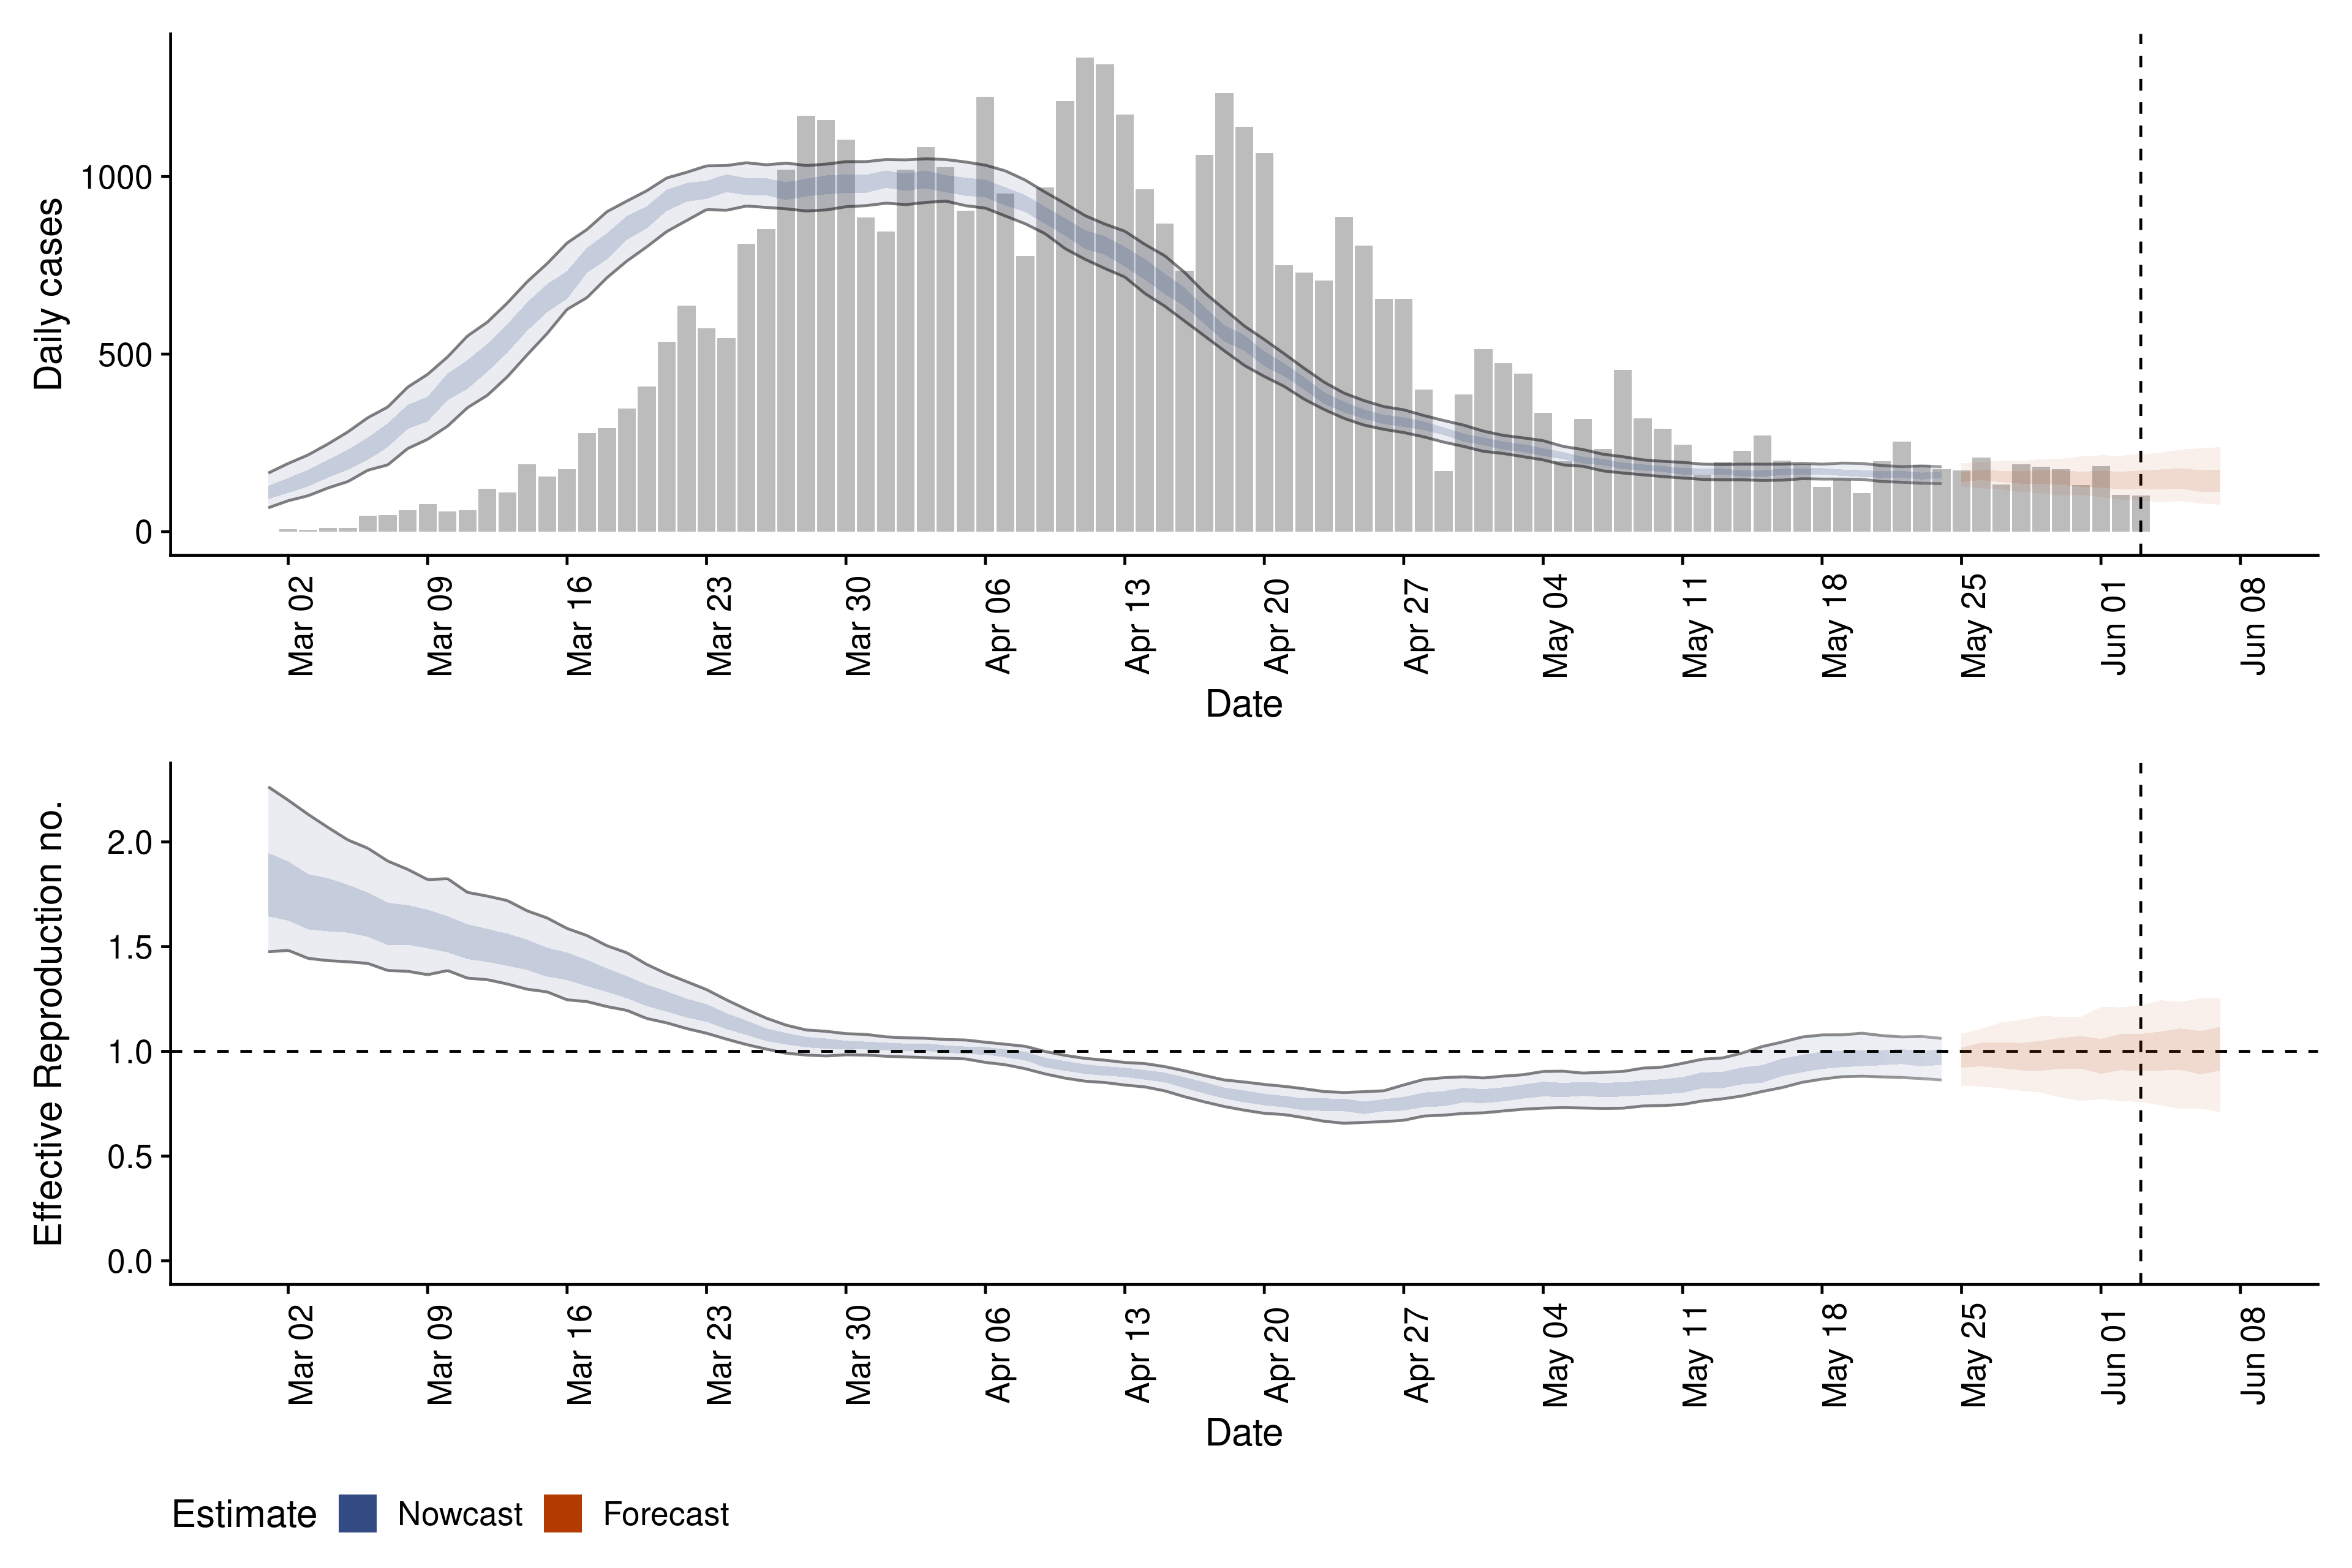 Daily cases
1000
500
0
Mar 02 Mar 09 Mar 16 Mar 23 Mar 30 Apr 06 Apr 13 Apr 20 Apr 27 May 04 May 11 May 18 May 25 Jun 01 Jun 08
Date
Effective Reproduction no.
2.0
1.5
1.0
0.5
0.0
Mar 02 Mar 09 Mar 16 Mar 23 Mar 30 Apr 06 Apr 13 Apr 20 Apr 27 May 04 May 11 May 18 May 25 Jun 01 Jun 08
Date
Estimate Nowcast Forecast